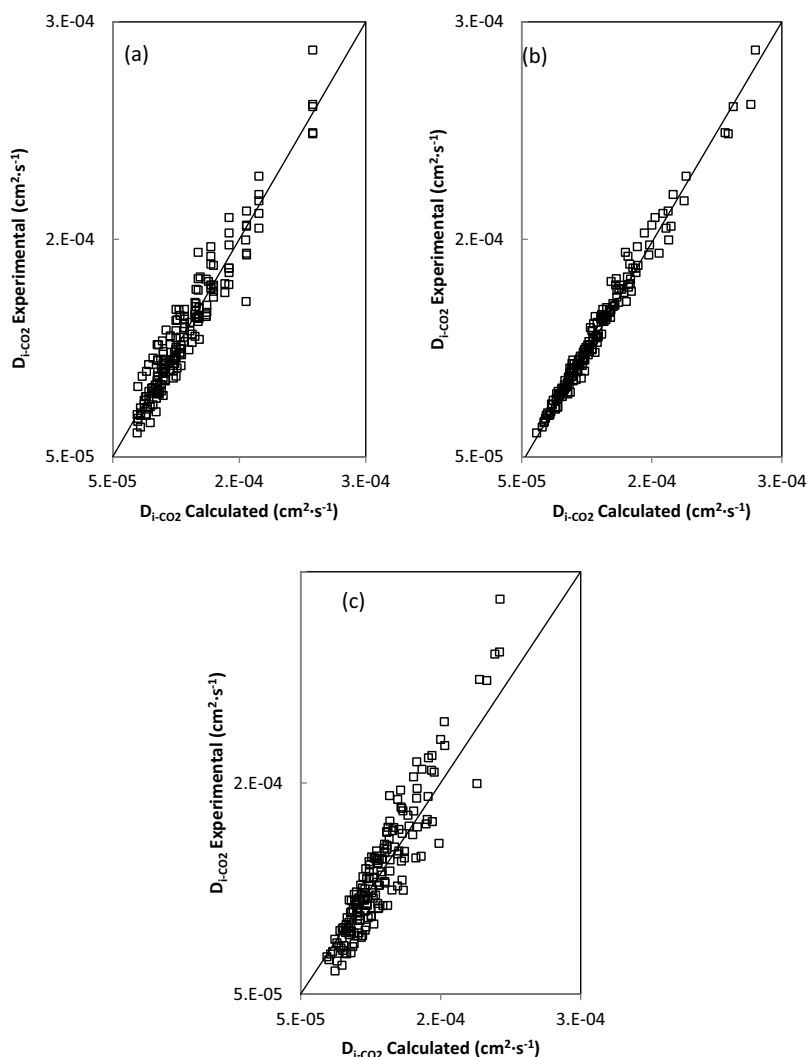 3.E-04
(a)
2.E-04
5.E-05
5.E-05
2.E-04
3.E-04
Di-CO2 Experimental (cm²·s⁻¹)
Di-CO2 Calculated (cm²·s⁻¹)
3.E-04
(b)
2.E-04
5.E-05
5.E-05
2.E-04
3.E-04
Di-CO2 Experimental (cm²·s⁻¹)
Di-CO2 Calculated (cm²·s⁻¹)
(c)
2.E-04
5.E-05
5.E-05
2.E-04
3.E-04
Di-CO2 Experimental (cm²·s⁻¹)
Di-CO2 Calculated (cm²·s⁻¹)